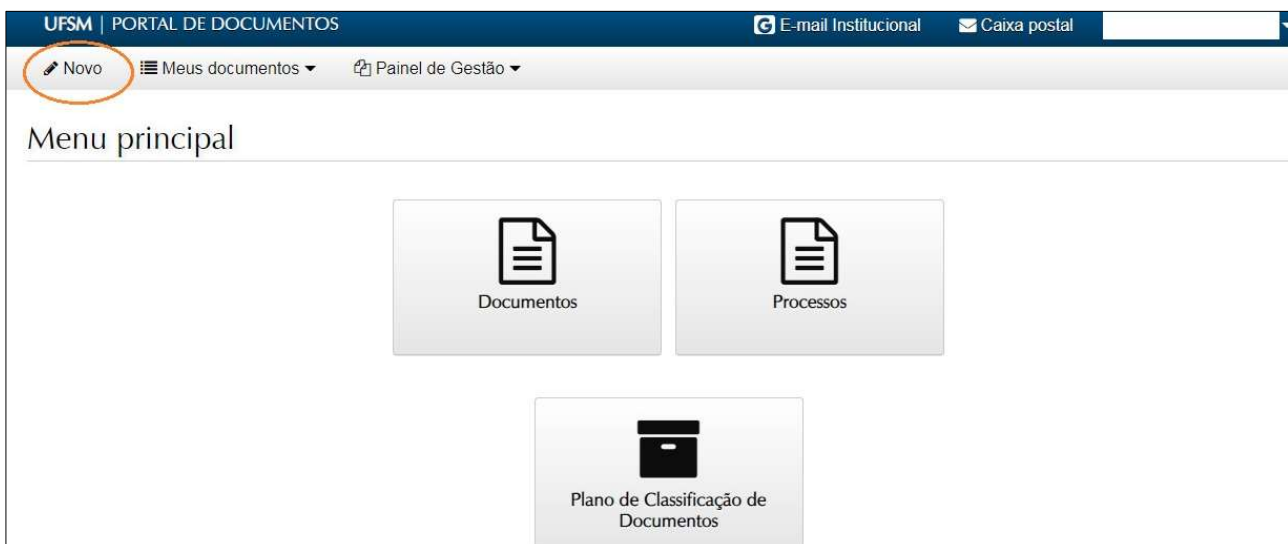 UFSM | PORTAL DE DOCUMENTOS
E-mail Institucional
Caixa postal
Novo
Meus documentos
Painel de Gestão
Menu principal
Documentos
Processos
Plano de Classificação de
Documentos